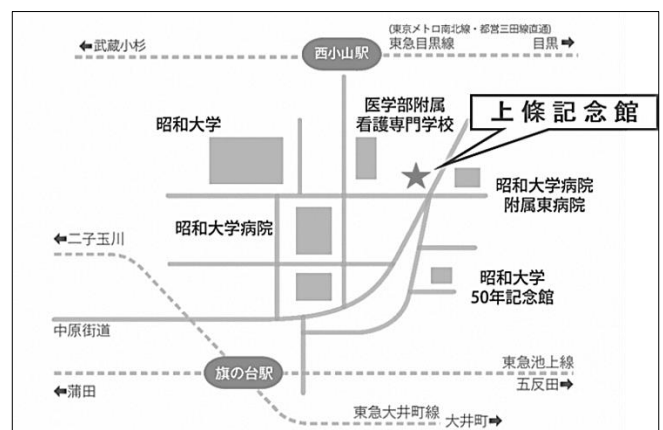 (東京メトロ南北線・都営三田線直通)
←武蔵小杉
西小山駅
東急目黒線
目黒→
昭和大学
医学部附属
看護専門学校
上條記念館
昭和大学病院
附属東病院
昭和大学病院
←二子玉川
昭和大学
50年記念館
中原街道
旗の台駅
東急池上線
五反田→
←蒲田
東急大井町線
大井町→